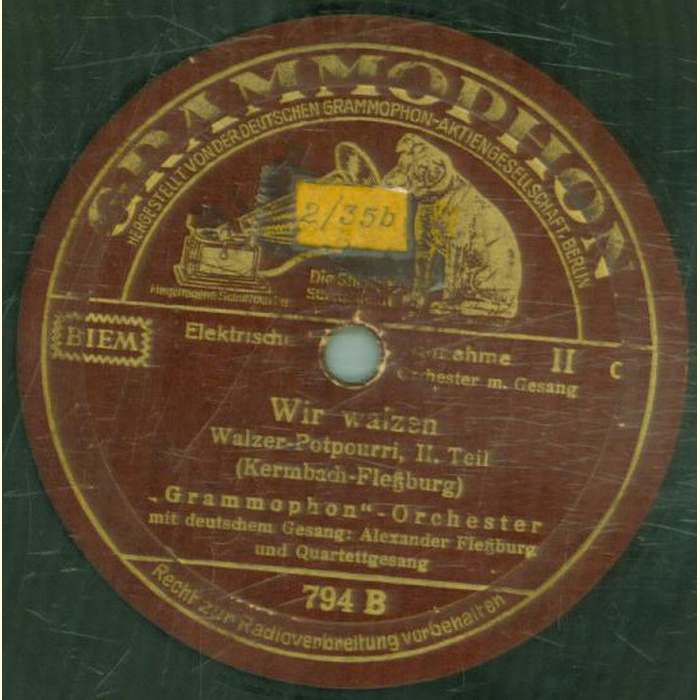 GRAMMOPHON
HERGESTELLT VON DER DEUTSCHEN GRAMMOPHON-AKTIENGESELLSCHAFT, BERLIN
2/35b
Die
BIEM
Elektrische
II c
Orchester m. Gesang
Wir walzen
Walzer-Potpourri, II. Teil
(Kermbach-Fleßburg)
„Grammophon“-Orchester
mit deutschem Gesang: Alexander Fleßburg
und Quartettgesang
794 B
Recht zur Radioverbreitung vorbehalten